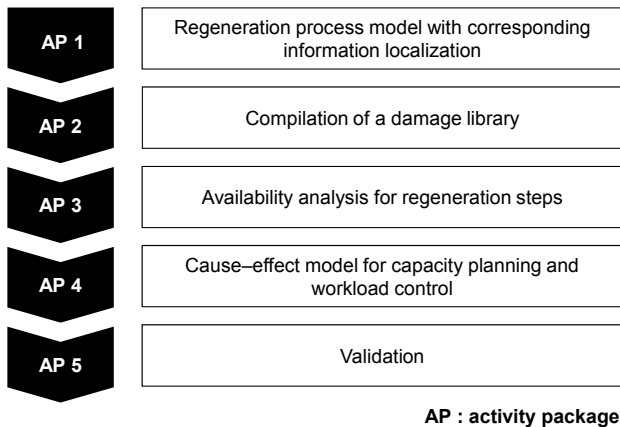 AP 1
Regeneration process model with corresponding
information localization
AP 2
Compilation of a damage library
AP 3
Availability analysis for regeneration steps
AP 4
Cause–effect model for capacity planning and
workload control
AP 5
Validation
AP : activity package